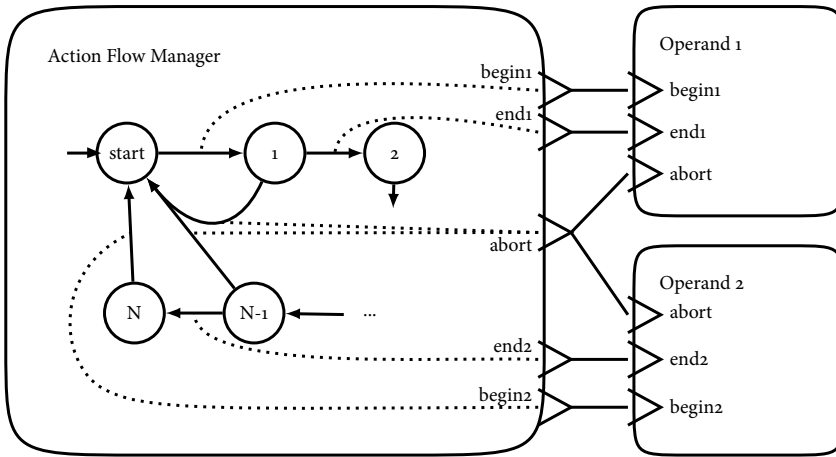 Action Flow Manager
begin1
end1
start
1
2
abort
N
N-1
...
end2
begin2
Operand 1
begin1
end1
abort
Operand 2
abort
end2
begin2